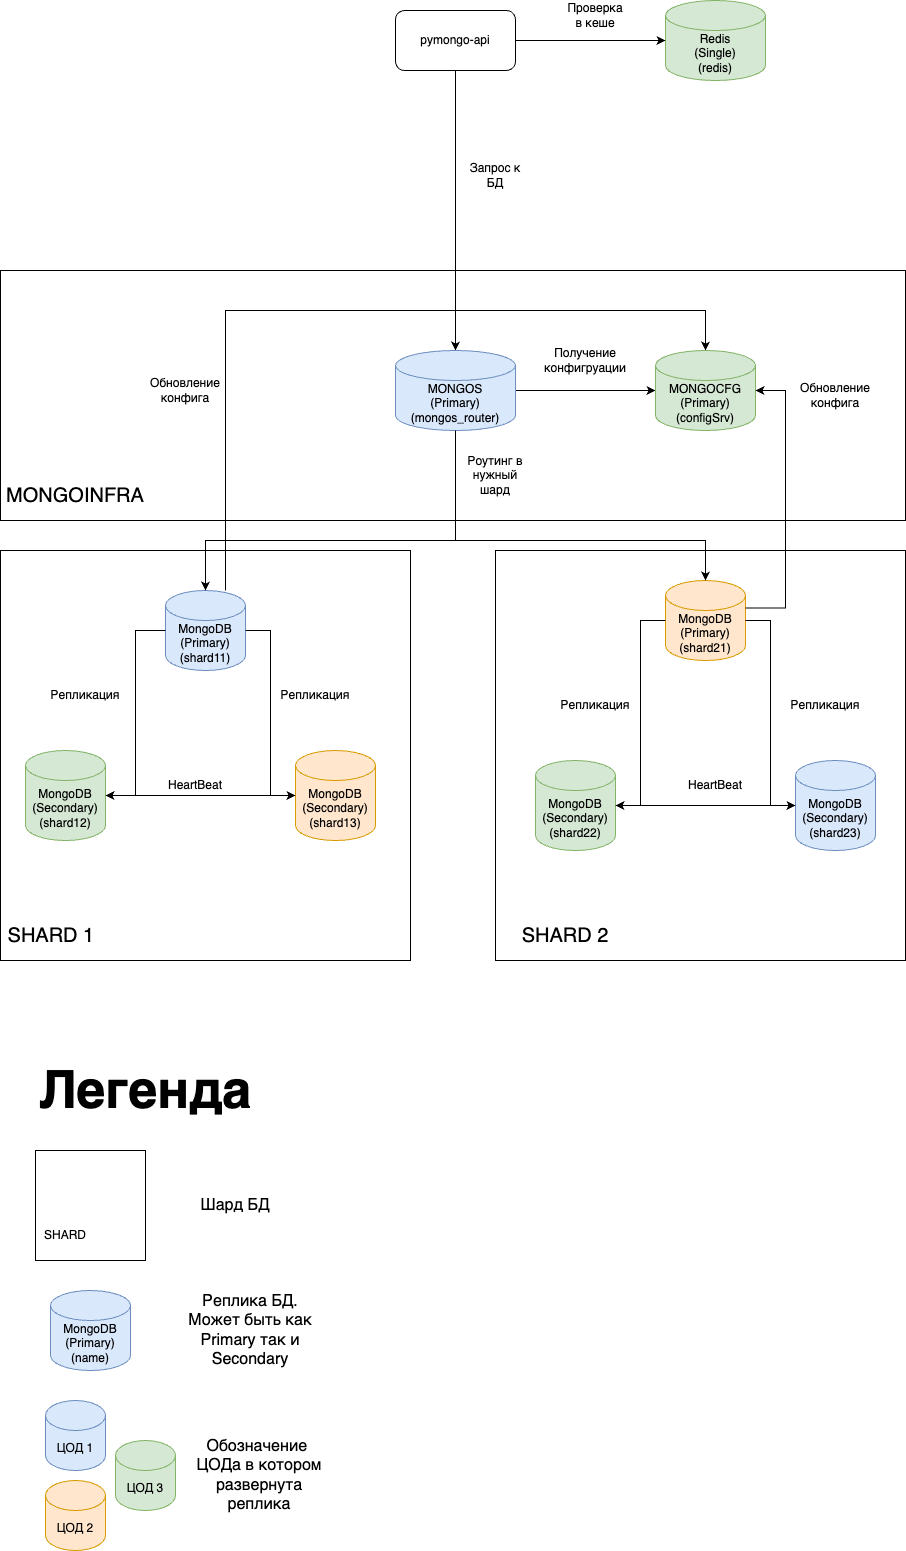 pymongo-api
Проверка
в кеше
Redis
(Single)
(redis)
Запрос к
БД
Обновление
конфига
MONGOS
(Primary)
(mongos_router)
Получение
конфигруации
MONGOCFG
(Primary)
(configSrv)
Обновление
конфига
Роутинг в
нужный
шард
MONGOINFRA
MongoDB
(Primary)
(shard11)
Репликация
Репликация
HeartBeat
MongoDB
(Secondary)
(shard12)
MongoDB
(Secondary)
(shard13)
SHARD 1
MongoDB
(Primary)
(shard21)
Репликация
Репликация
HeartBeat
MongoDB
(Secondary)
(shard22)
MongoDB
(Secondary)
(shard23)
SHARD 2
Легенда
SHARD
Шард БД
MongoDB
(Primary)
(name)
Реплика БД.
Может быть как
Primary так и
Secondary
ЦОД 1
ЦОД 3
ЦОД 2
Обозначение
ЦОДа в котором
развернута
реплика